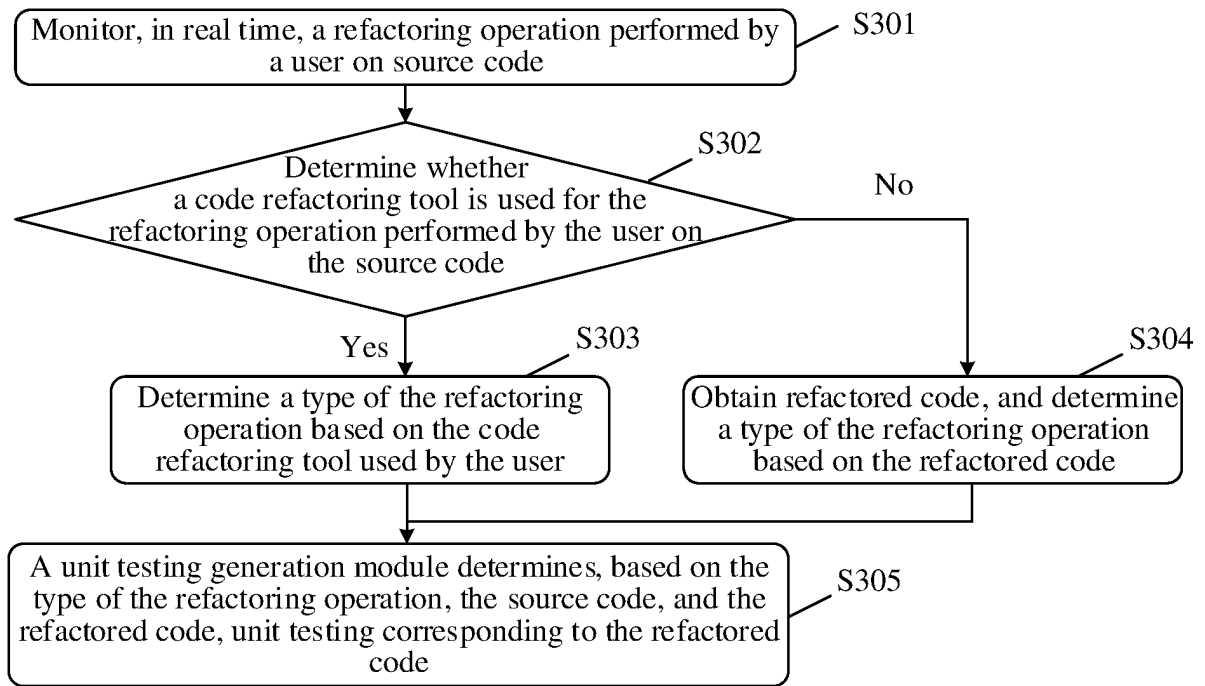 Monitor, in real time, a refactoring operation performed by
a user on source code
S301
S302
Determine whether
a code refactoring tool is used for the
refactoring operation performed by the user on
the source code
No
Yes
S303
Determine a type of the refactoring
operation based on the code
refactoring tool used by the user
S304
Obtain refactored code, and determine
a type of the refactoring operation
based on the refactored code
A unit testing generation module determines, based on the
type of the refactoring operation, the source code, and the
refactored code, unit testing corresponding to the refactored
code
S305